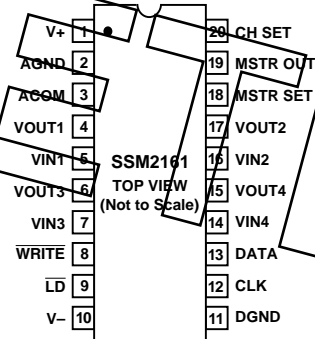 V+ 1 20 CH SET
AGND 2 19 MSTR OUT
ACOM 3 18 MSTR SET
VOUT1 4 17 VOUT2
VIN1 5 SSM2161 16 VIN2
VOUT3 6 TOP VIEW 15 VOUT4
VIN3 7 (Not to Scale) 14 VIN4
WRITE 8 13 DATA
LD 9 12 CLK
V– 10 11 DGND